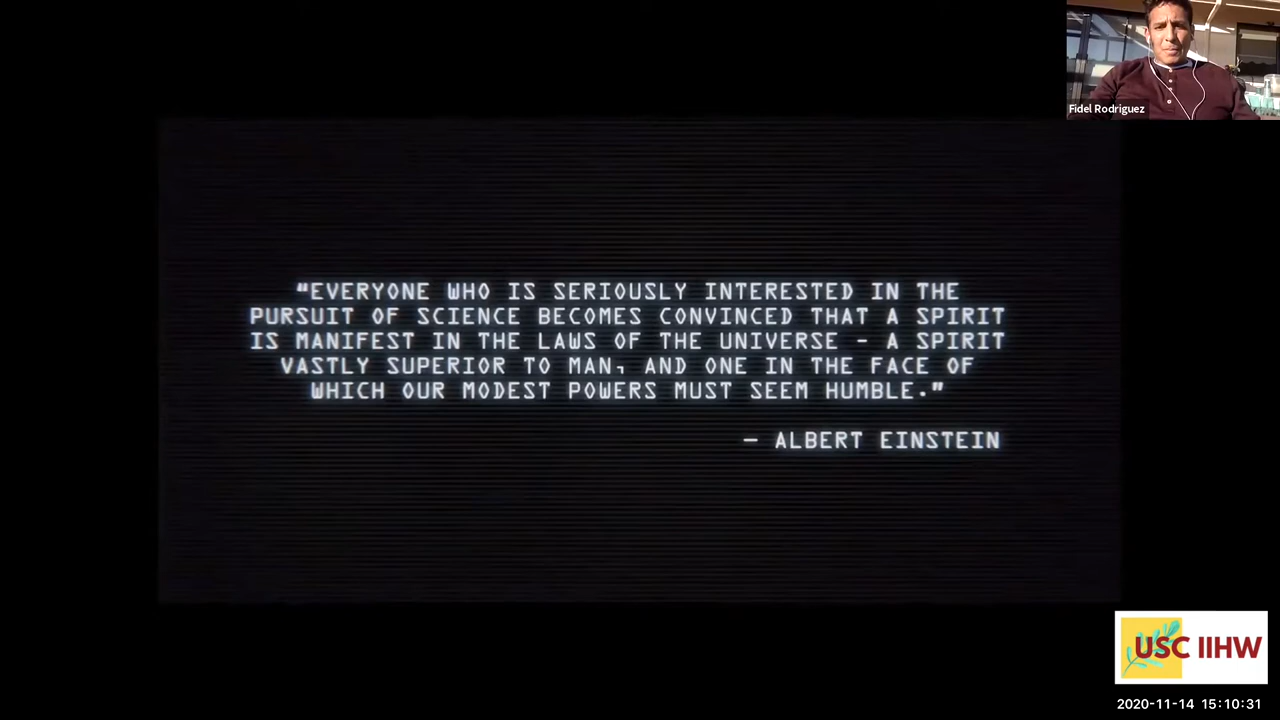 Fidel Rodriguez
"EVERYONE WHO IS SERIOUSLY INTERESTED IN THE
PURSUIT OF SCIENCE BECOMES CONVINCED THAT A SPIRIT
IS MANIFEST IN THE LAWS OF THE UNIVERSE – A SPIRIT
VASTLY SUPERIOR TO MAN, AND ONE IN THE FACE OF
WHICH OUR MODEST POWERS MUST SEEM HUMBLE."
– ALBERT EINSTEIN
USC IIHW
2020-11-14 15:10:31